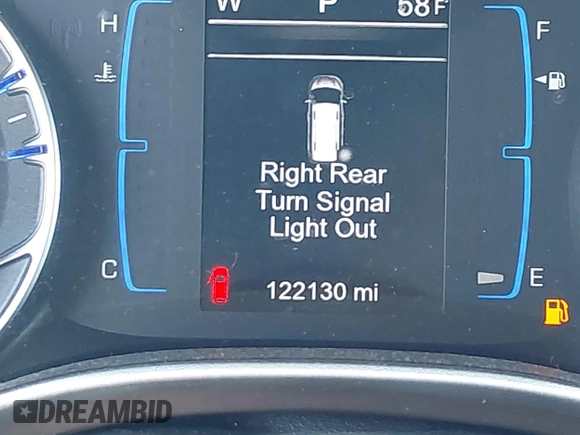 W P 58F
H F
Right Rear
Turn Signal
Light Out
C E
122130 mi
DREAMBID